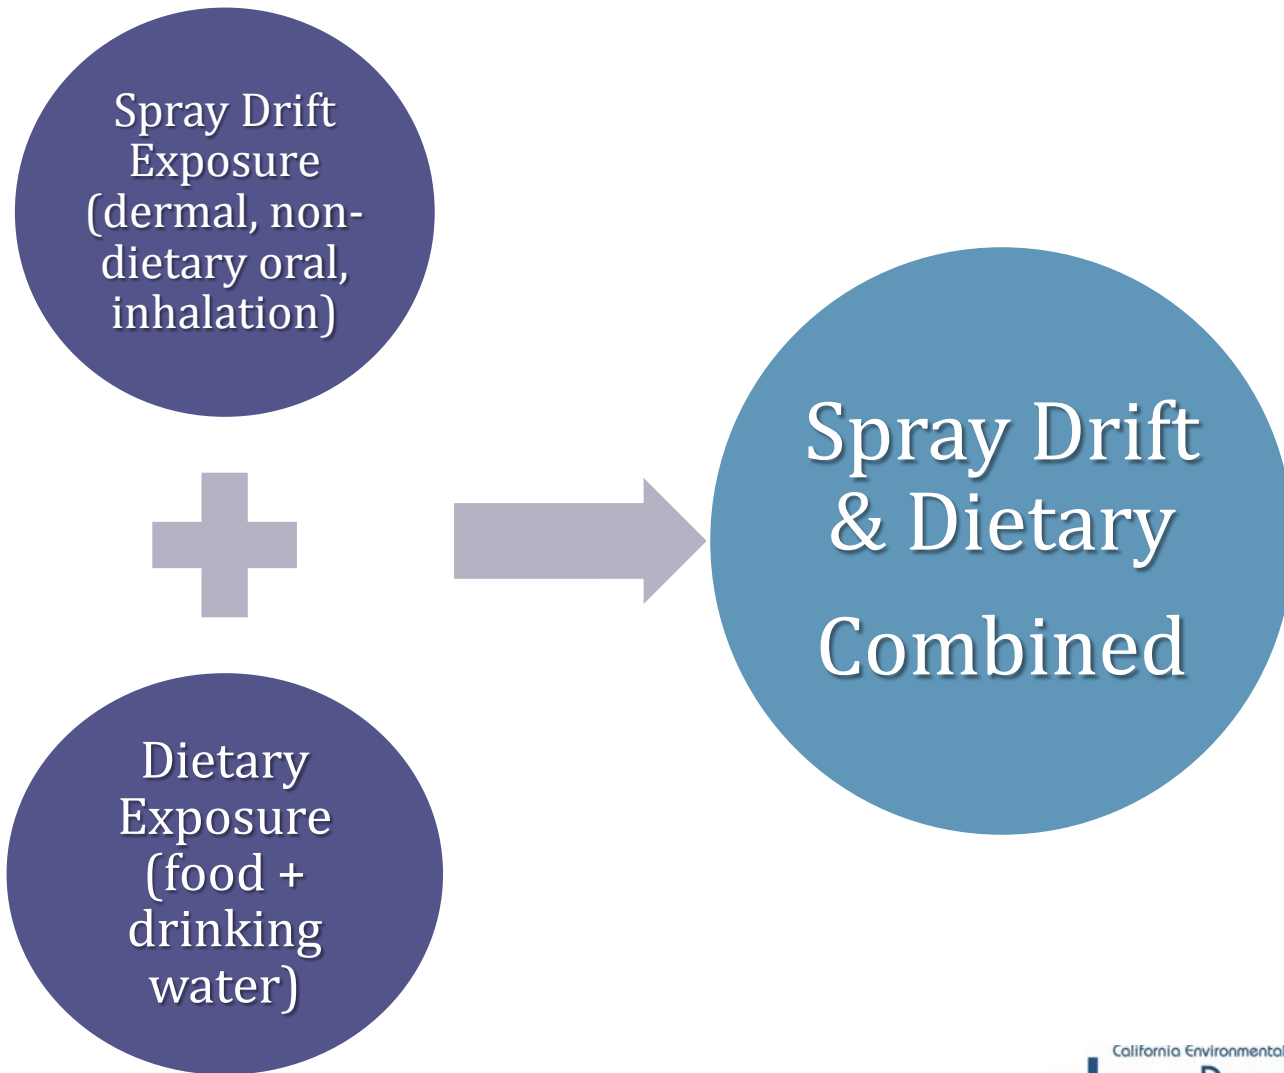 Spray Drift
Exposure
(dermal, non-
dietary oral,
inhalation)
Dietary
Exposure
(food +
drinking
water)
Spray Drift
& Dietary
Combined
California Environmental